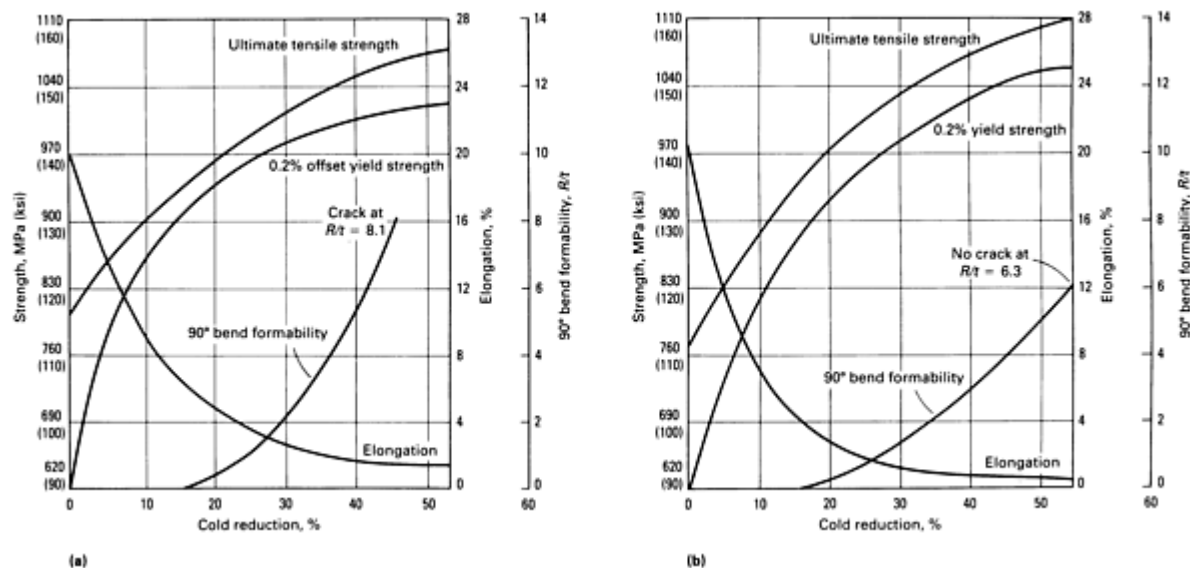 1110
(160)
1040
(150)
970
(140)
900
(130)
830
(120)
760
(110)
690
(100)
620
(90)
Strength, MPa (ksi)
Ultimate tensile strength
0.2% offset yield strength
Crack at
R/t = 8.1
90° bend formability
Elongation
0 10 20 30 40 50 60
Cold reduction, %
28
24
20
16
12
8
4
0
Elongation, %
14
12
10
8
6
4
2
0
90° bend formability, R/t
(a)
1110
(160)
1040
(150)
970
(140)
900
(130)
830
(120)
760
(110)
690
(100)
620
(90)
Strength, MPa (ksi)
Ultimate tensile strength
0.2% yield strength
No crack at
R/t = 6.3
90° bend formability
Elongation
0 10 20 30 40 50 60
Cold reduction, %
28
24
20
16
12
8
4
0
Elongation, %
14
12
10
8
6
4
2
0
90° bend formability, R/t
(b)